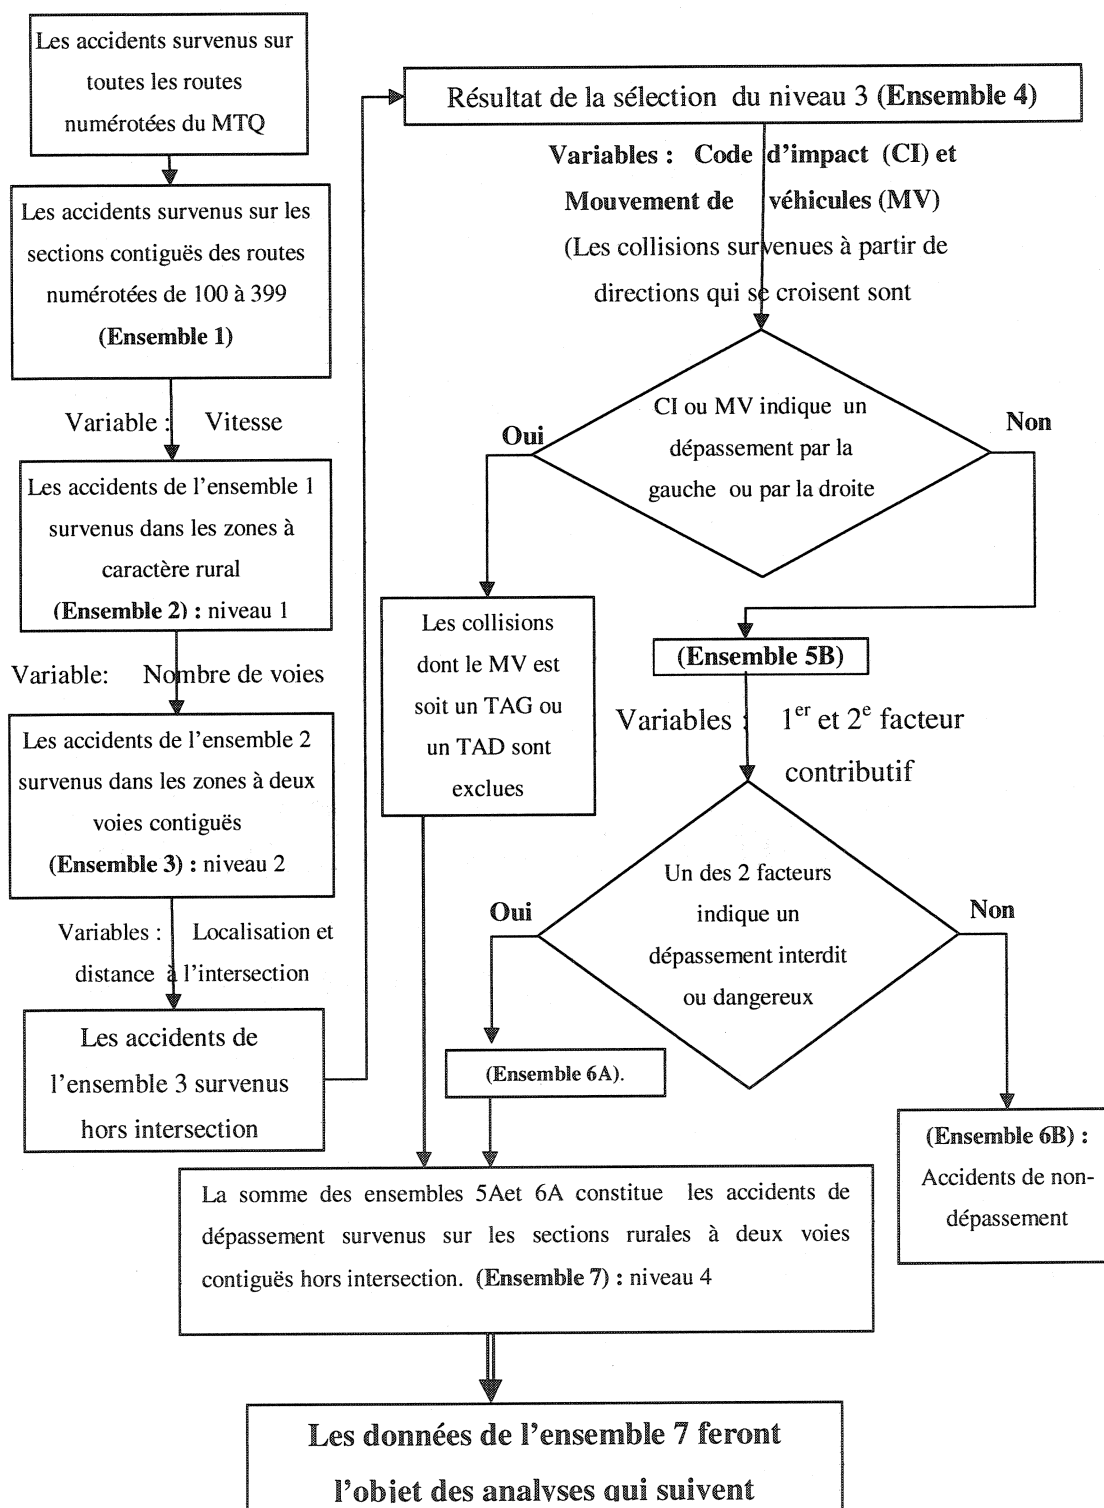 Les accidents survenus sur
toutes les routes
numérotées du MTQ
Les accidents survenus sur les
sections contiguës des routes
numérotées de 100 à 399
(Ensemble 1)
Variable : Vitesse
Les accidents de l'ensemble 1
survenus dans les zones à
caractère rural
(Ensemble 2) : niveau 1
Variable: Nombre de voies
Les accidents de l'ensemble 2
survenus dans les zones à deux
voies contiguës
(Ensemble 3) : niveau 2
Variables : Localisation et
distance à l'intersection
Les accidents de
l'ensemble 3 survenus
hors intersection
Résultat de la sélection du niveau 3 (Ensemble 4)
Variables : Code d'impact (CI) et
Mouvement de véhicules (MV)
(Les collisions survenues à partir de
directions qui se croisent sont
CI ou MV indique un
dépassement par la
gauche ou par la droite
Oui
Non
Les collisions
dont le MV est
soit un TAG ou
un TAD sont
exclues
(Ensemble 5B)
Variables : 1er et 2e facteur
contributif
Un des 2 facteurs
indique un
dépassement interdit
ou dangereux
Oui
Non
(Ensemble 6A).
(Ensemble 6B) :
Accidents de non-
dépassement
La somme des ensembles 5Aet 6A constitue les accidents de
dépassement survenus sur les sections rurales à deux voies
contiguës hors intersection. (Ensemble 7) : niveau 4
Les données de l'ensemble 7 feront
l'objet des analyses qui suivent